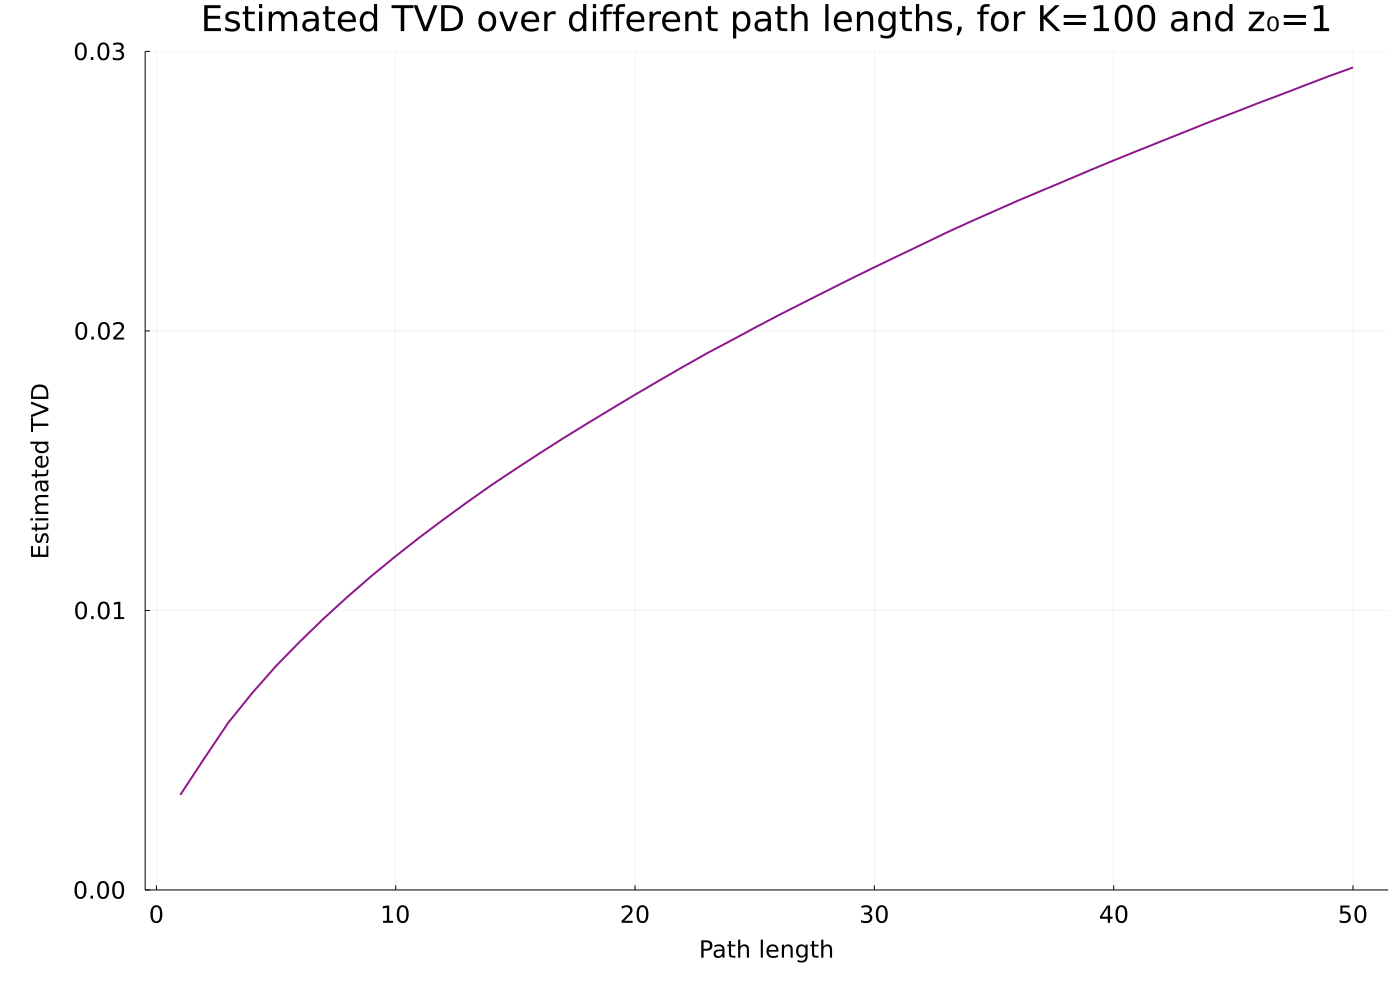 Estimated TVD over different path lengths, for K=100 and z₀=1
0.03
0.02
0.01
0.00
Estimated TVD
0 10 20 30 40 50
Path length